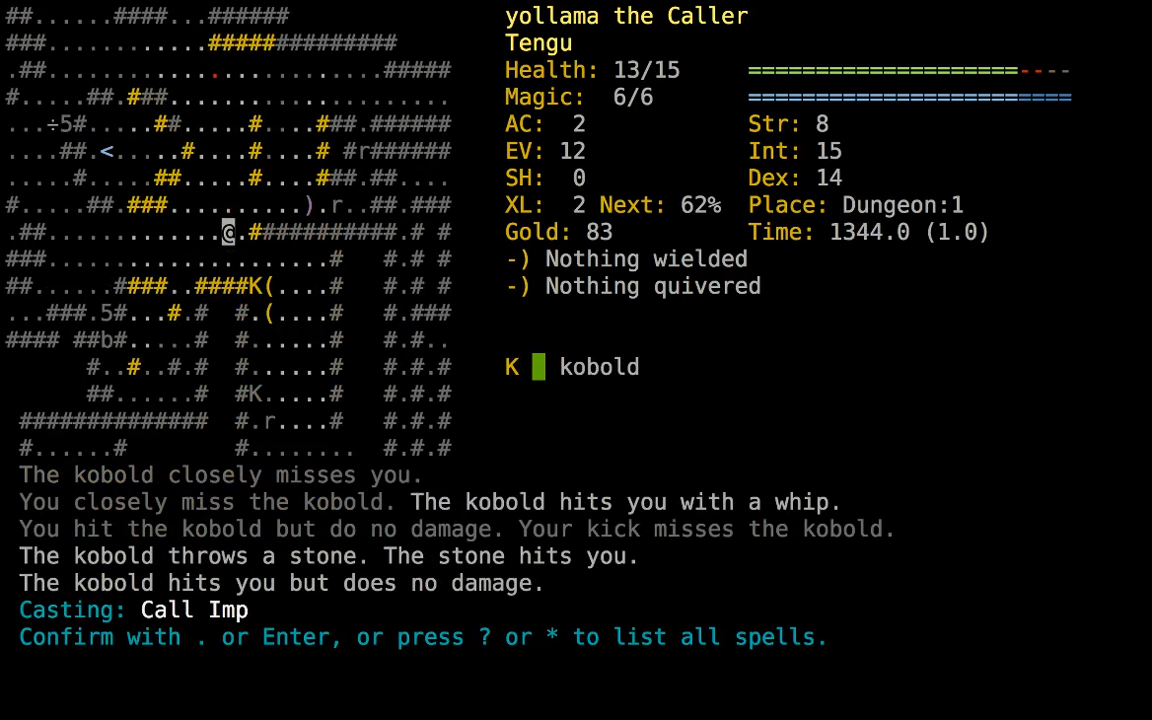 ##......####...######
###............#####​#########
.##.........................#####
#.....##.###.....................
...÷5#.....##.....#....###.######
....##.<.....#....#....# #r######
.....#.....##.....#....###.##....
#.....##.###..........).r..##.###
.##.............@.###########.# #
###.....................#   #.# #
##......####..####K(....#   #.# #
...###.5#...#.#  #.(....#   #.###
#### ##b#.....#  #......#   #.#..
#..#..#.#  #......#   #.#.#
##......#  #K.....#   #.#.#
##############  #.r....#   #.#.#
#......#        #........   #.#.#
yollama the Caller
Tengu
Health: 13/15 ========================
Magic:  6/6 ========================
AC:  2 Str: 8
EV: 12 Int: 15
SH:  0 Dex: 14
XL:  2 Next: 62% Place: Dungeon:1
Gold: 83 Time: 1344.0 (1.0)
-) Nothing wielded
-) Nothing quivered
K kobold
The kobold closely misses you.
You closely miss the kobold. The kobold hits you with a whip.
You hit the kobold but do no damage. Your kick misses the kobold.
The kobold throws a stone. The stone hits you.
The kobold hits you but does no damage.
Casting: Call Imp
Confirm with . or Enter, or press ? or * to list all spells.